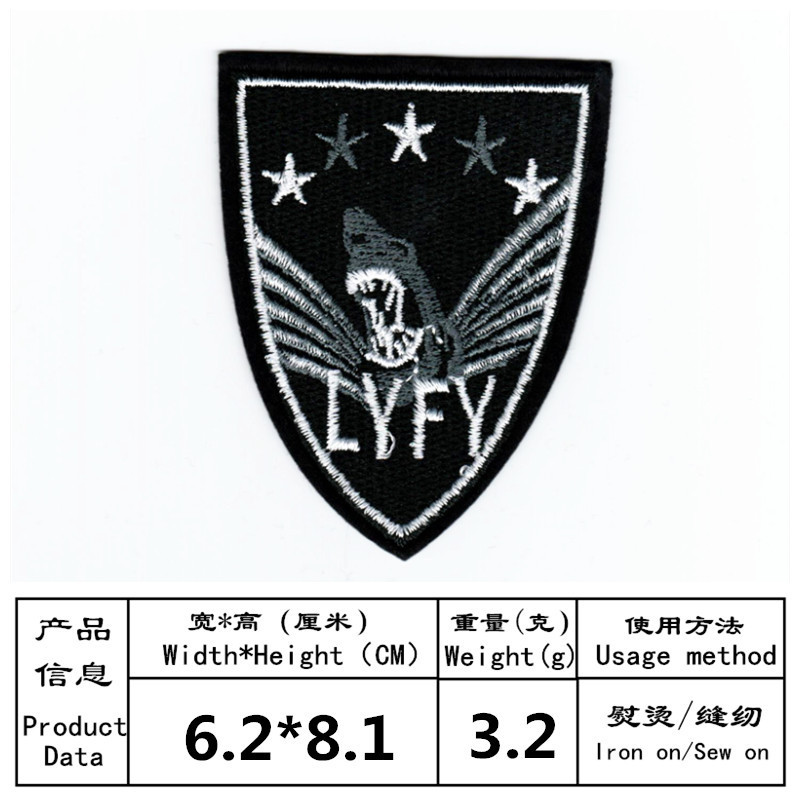 LYFY
产品
信息
Product
Data
宽*高 (厘米)
Width*Height (CM)
6.2*8.1
重量(克)
Weight(g)
3.2
使用方法
Usage method
熨烫/缝纫
Iron on/Sew on